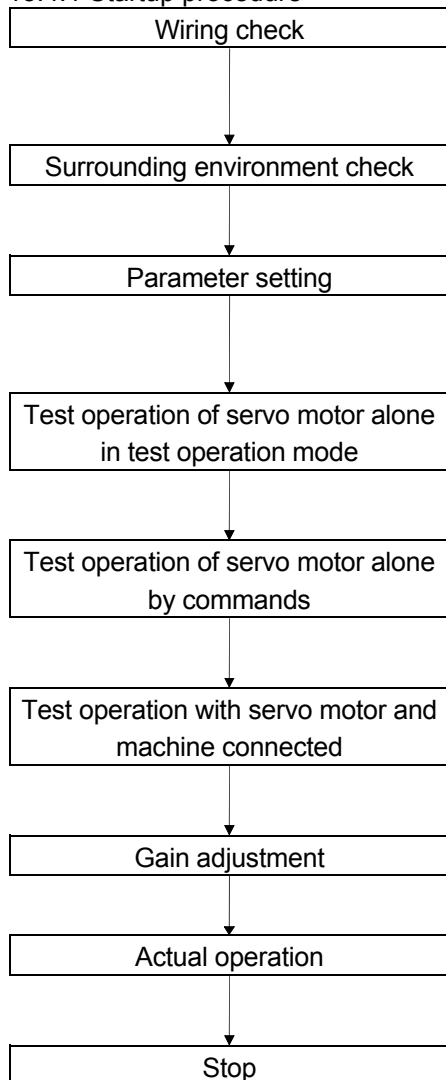 Startup procedure
Wiring check
Surrounding environment check
Parameter setting
Test operation of servo motor alone
in test operation mode
Test operation of servo motor alone
by commands
Test operation with servo motor and
machine connected
Gain adjustment
Actual operation
Stop